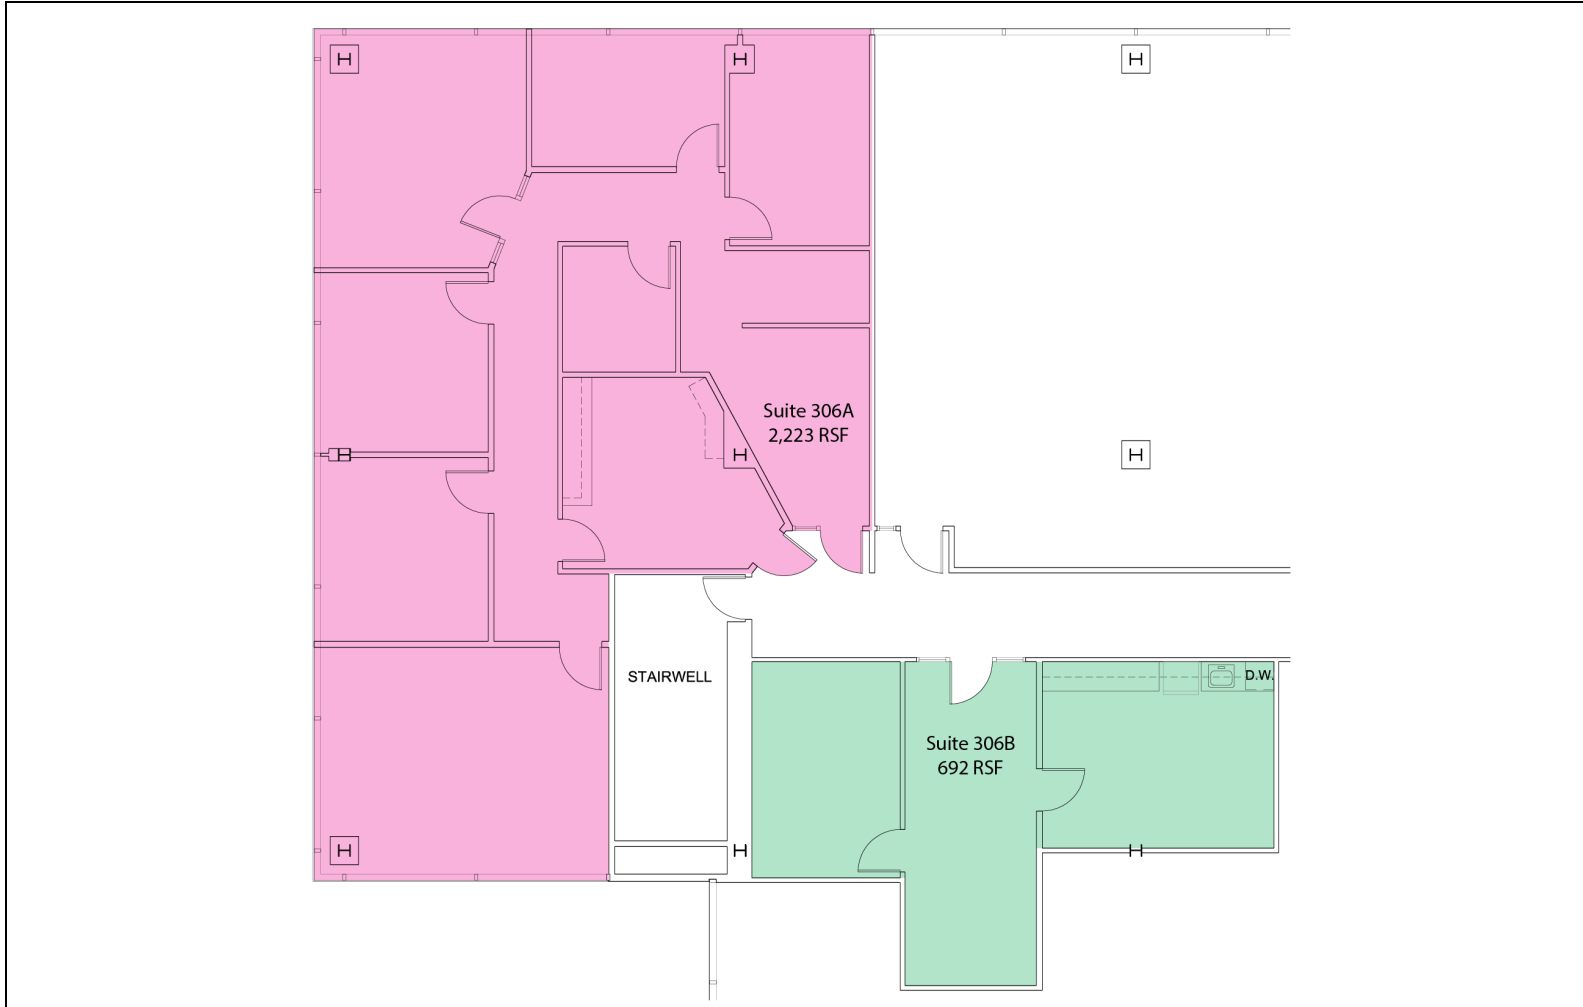 Suite 306A
2,223 RSF
STAIRWELL
D.W.
Suite 306B
692 RSF